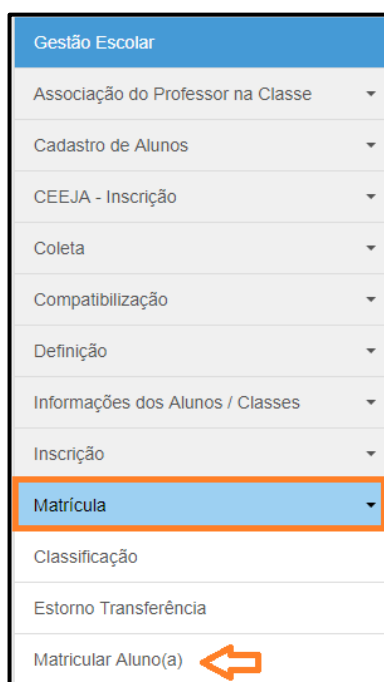 Gestão Escolar
Associação do Professor na Classe
Cadastro de Alunos
CEEJA - Inscrição
Coleta
Compatibilização
Definição
Informações dos Alunos / Classes
Inscrição
Matrícula
Classificação
Estorno Transferência
Matricular Aluno(a)